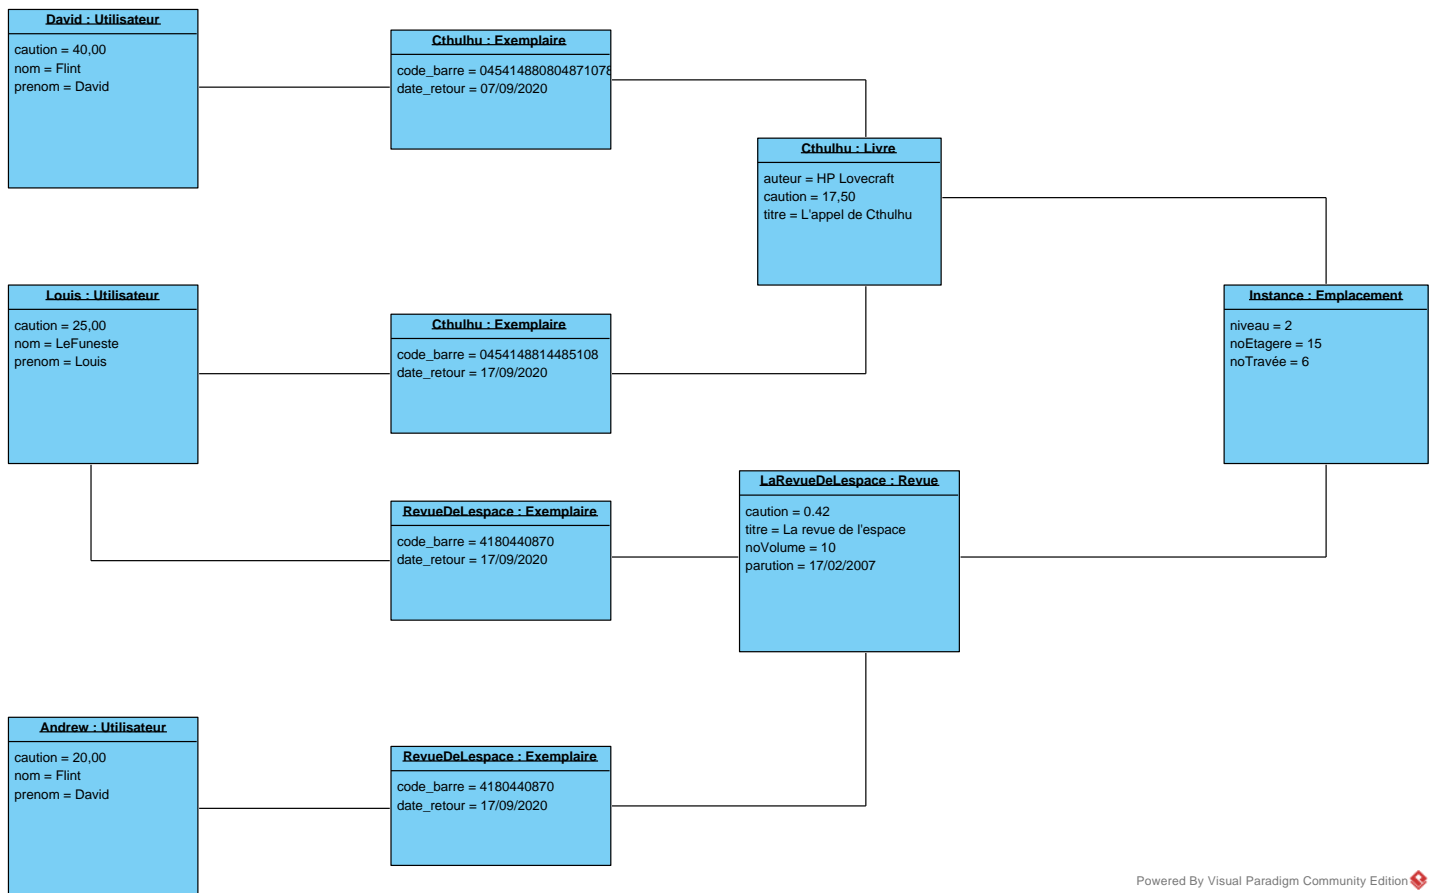 David : Utilisateur
caution = 40,00
nom = Flint
prenom = David
Cthulhu : Exemplaire
code_barre = 045414880804871078
date_retour = 07/09/2020
Cthulhu : Livre
auteur = HP Lovecraft
caution = 17,50
titre = L'appel de Cthulhu
Louis : Utilisateur
caution = 25,00
nom = LeFuneste
prenom = Louis
Cthulhu : Exemplaire
code_barre = 0454148814485108
date_retour = 17/09/2020
Instance : Emplacement
niveau = 2
noEtagere = 15
noTravée = 6
RevueDeLespace : Exemplaire
code_barre = 4180440870
date_retour = 17/09/2020
LaRevueDeLespace : Revue
caution = 0.42
titre = La revue de l'espace
noVolume = 10
parution = 17/02/2007
Andrew : Utilisateur
caution = 20,00
nom = Flint
prenom = David
RevueDeLespace : Exemplaire
code_barre = 4180440870
date_retour = 17/09/2020
Powered By Visual Paradigm Community Edition